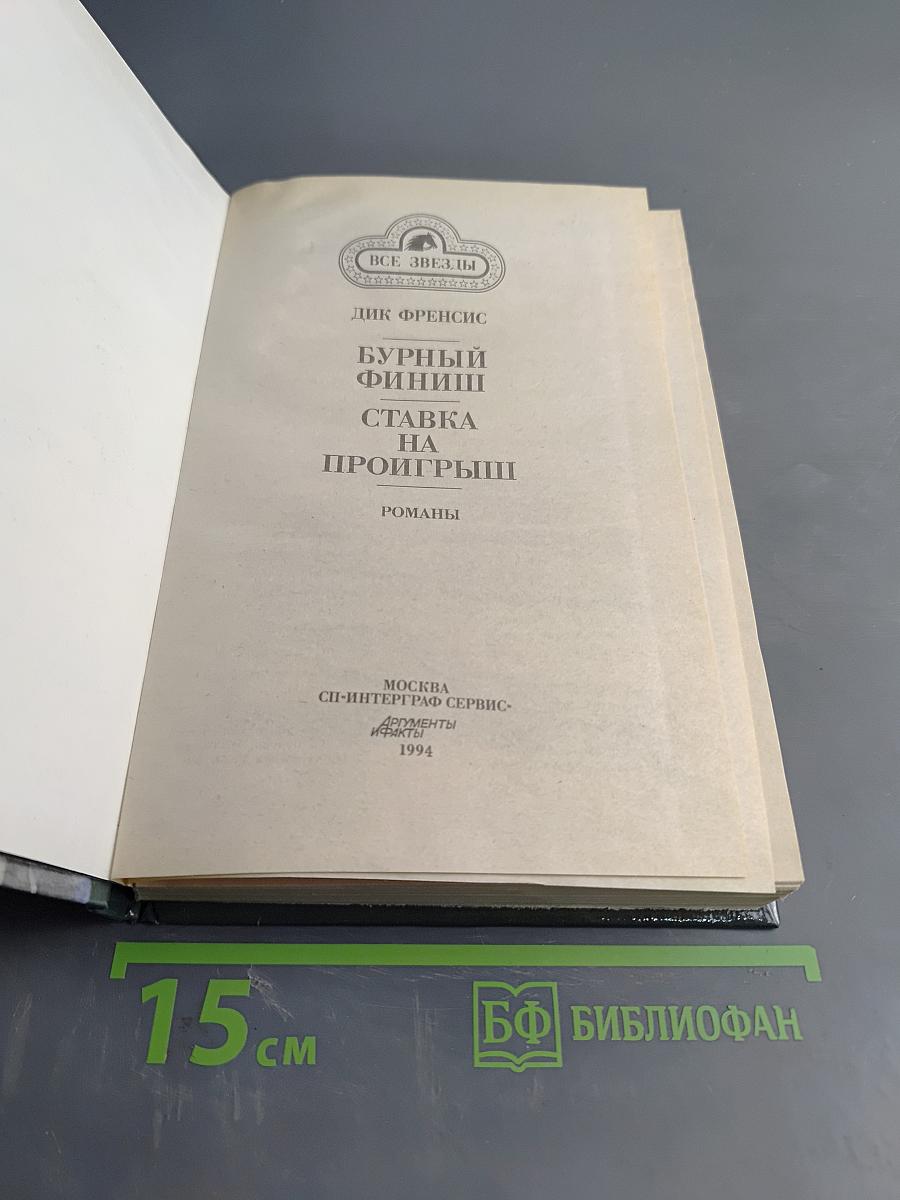 ВСЕ ЗВЕЗДЫ
ДИК ФРЕНСИС
БУРНЫЙ
ФИНИШ
СТАВКА
НА
ПРОИГРЫШ
РОМАНЫ
МОСКВА
СП«ИНТЕРГРАФ СЕРВИС»
АРГУМЕНТЫ
И ФАКТЫ
1994
15 см
БФ БИБЛИОФАН